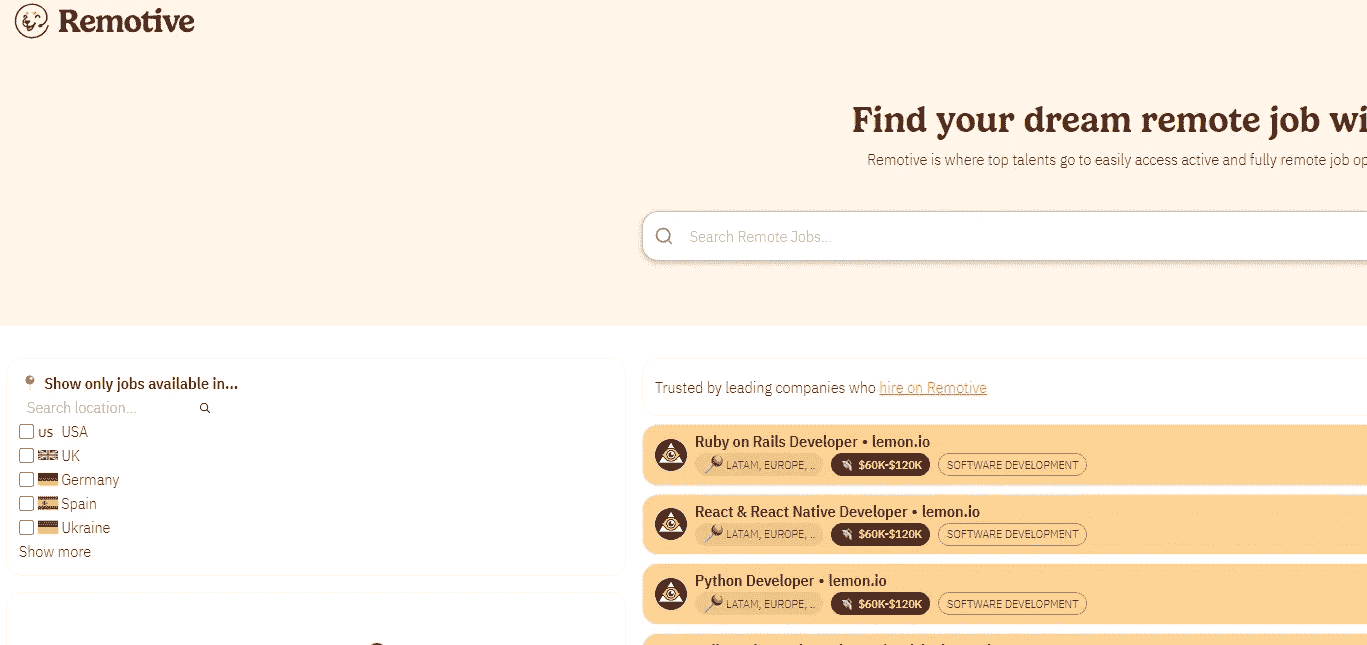 Remotive
Find your dream remote job wi
Remotive is where top talents go to easily access active and fully remote job op
Search Remote Jobs...
Show only jobs available in...
Search location...
US USA
UK
Germany
Spain
Ukraine
Show more
Trusted by leading companies who hire on Remotive
Ruby on Rails Developer • lemon.io
LATAM, EUROPE, .. $60K-$120K SOFTWARE DEVELOPMENT
React & React Native Developer • lemon.io
LATAM, EUROPE, .. $60K-$120K SOFTWARE DEVELOPMENT
Python Developer • lemon.io
LATAM, EUROPE, .. $60K-$120K SOFTWARE DEVELOPMENT